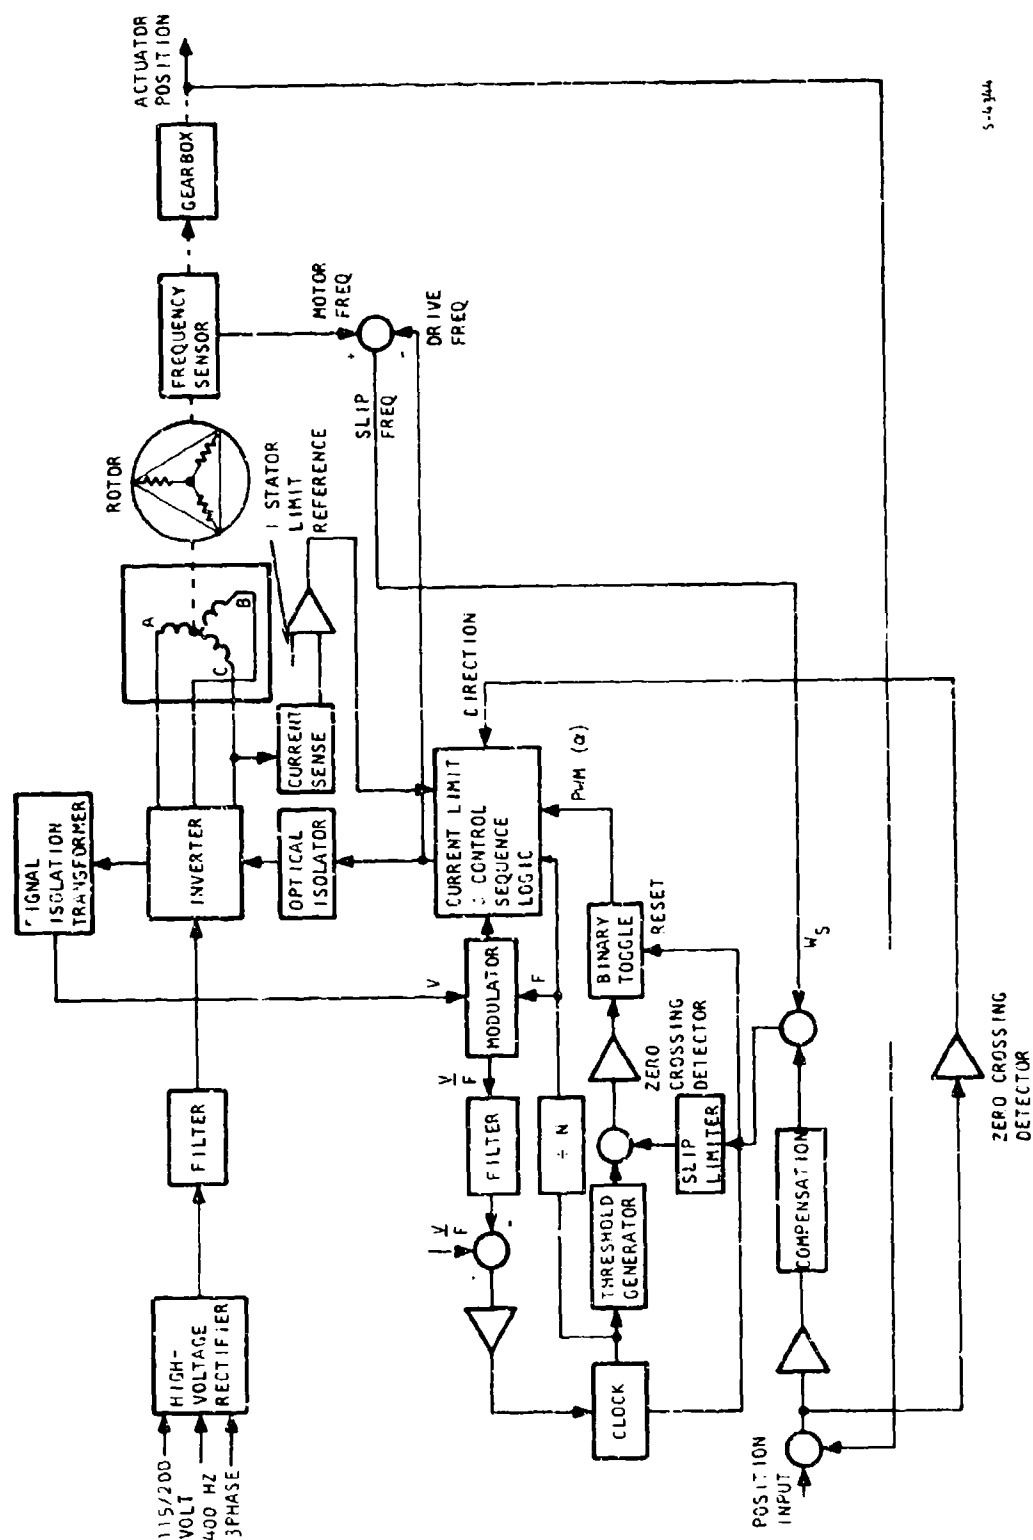 115/200
VOLT
400 HZ
3PHASE
HIGH-
VOLTAGE
RECTIFIER
FILTER
SIGNAL
ISOLATION
TRANSFORMER
INVERTER
A
B
C
ROTOR
FREQUENCY
SENSOR
GEARBOX
ACTUATOR
POSITION
OPTICAL
ISOLATOR
CURRENT
SENSE
I STATOR
LIMIT
REFERENCE
MOTOR
FREQ
+
-
DRIVE
FREQ
SLIP
FREQ
V
F
MODULATOR
V
F
FILTER
V
F
-
CURRENT LIMIT
& CONTROL
SEQUENCE
LOGIC
DIRECTION
PWM (α)
÷ N
CLOCK
THRESHOLD
GENERATOR
ZERO
CROSSING
DETECTOR
BINARY
TOGGLE
RESET
SLIP
LIMITER
WS
POSITION
INPUT
COMPENSATION
ZERO CROSSING
DETECTOR
S-4344